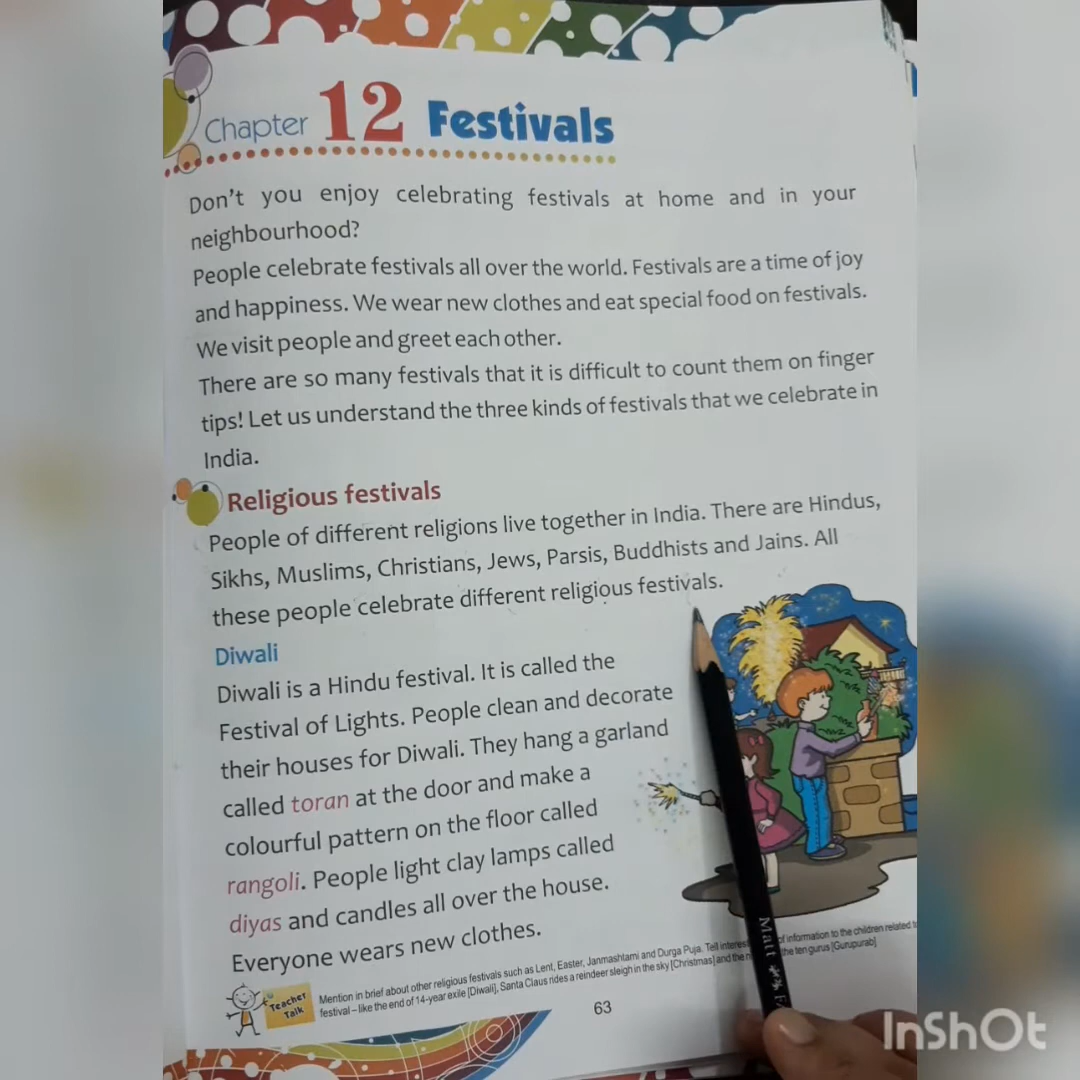 Chapter 12 Festivals
Don't you enjoy celebrating festivals at home and in your
neighbourhood?
People celebrate festivals all over the world. Festivals are a time of joy
and happiness. We wear new clothes and eat special food on festivals.
We visit people and greet each other.
There are so many festivals that it is difficult to count them on finger
tips! Let us understand the three kinds of festivals that we celebrate in
India.
Religious festivals
People of different religions live together in India. There are Hindus,
Sikhs, Muslims, Christians, Jews, Parsis, Buddhists and Jains. All
these people celebrate different religious festivals.
Diwali
Diwali is a Hindu festival. It is called the
Festival of Lights. People clean and decorate
their houses for Diwali. They hang a garland
called toran at the door and make a
colourful pattern on the floor called
rangoli. People light clay lamps called
diyas and candles all over the house.
Everyone wears new clothes.
Teacher
Talk
Mention in brief about other religious festivals such as Lent, Easter, Janmashtami and Durga Puja. Tell of information to the children related
festival – like the end of 14-year exile [Diwali], Santa Claus rides a reindeer sleigh in the sky [Christmas] and the the ten gurus [Gurupurab]
63
Matt
InShOt